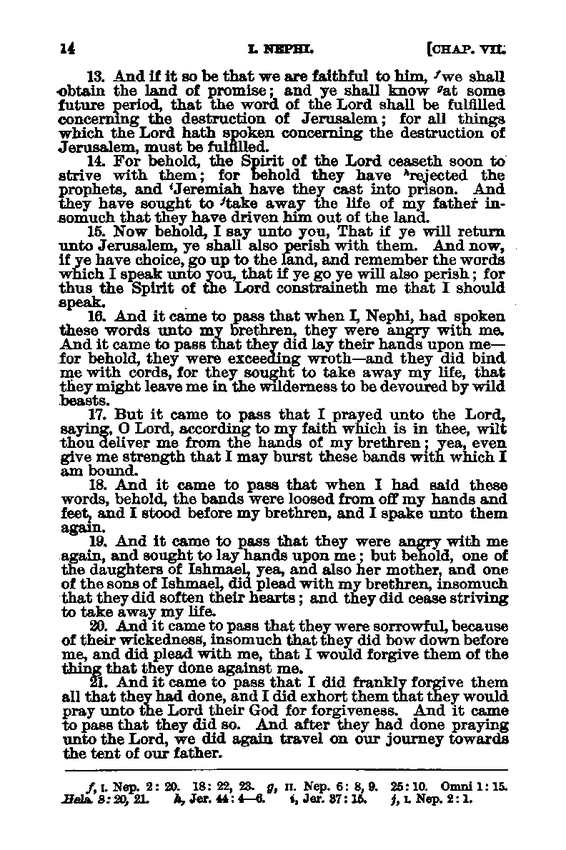 14 I. NEPHI. [CHAP. VII.
13. And if it so be that we are faithful to him, fwe shall
obtain the land of promise; and ye shall know gat some
future period, that the word of the Lord shall be fulfilled
concerning the destruction of Jerusalem; for all things
which the Lord hath spoken concerning the destruction of
Jerusalem, must be fulfilled.
14. For behold, the Spirit of the Lord ceaseth soon to
strive with them; for behold they have hrejected the
prophets, and iJeremiah have they cast into prison. And
they have sought to jtake away the life of my father in-
somuch that they have driven him out of the land.
15. Now behold, I say unto you, That if ye will return
unto Jerusalem, ye shall also perish with them. And now,
if ye have choice, go up to the land, and remember the words
which I speak unto you, that if ye go ye will also perish; for
thus the Spirit of the Lord constraineth me that I should
speak.
16. And it came to pass that when I, Nephi, had spoken
these words unto my brethren, they were angry with me.
And it came to pass that they did lay their hands upon me—
for behold, they were exceeding wroth—and they did bind
me with cords, for they sought to take away my life, that
they might leave me in the wilderness to be devoured by wild
beasts.
17. But it came to pass that I prayed unto the Lord,
saying, O Lord, according to my faith which is in thee, wilt
thou deliver me from the hands of my brethren; yea, even
give me strength that I may burst these bands with which I
am bound.
18. And it came to pass that when I had said these
words, behold, the bands were loosed from off my hands and
feet, and I stood before my brethren, and I spake unto them
again.
19. And it came to pass that they were angry with me
again, and sought to lay hands upon me; but behold, one of
the daughters of Ishmael, yea, and also her mother, and one
of the sons of Ishmael, did plead with my brethren, insomuch
that they did soften their hearts; and they did cease striving
to take away my life.
20. And it came to pass that they were sorrowful, because
of their wickedness, insomuch that they did bow down before
me, and did plead with me, that I would forgive them of the
thing that they done against me.
21. And it came to pass that I did frankly forgive them
all that they had done, and I did exhort them that they would
pray unto the Lord their God for forgiveness. And it came
to pass that they did so. And after they had done praying
unto the Lord, we did again travel on our journey towards
the tent of our father.
f, I. Nep. 2: 20. 18: 22, 23. g, II. Nep. 6: 8, 9. 25: 10. Omni 1: 15.
Hela. 8: 20, 21. h, Jer. 44: 4—6. i, Jer. 37: 15. j, I. Nep. 2: 1.